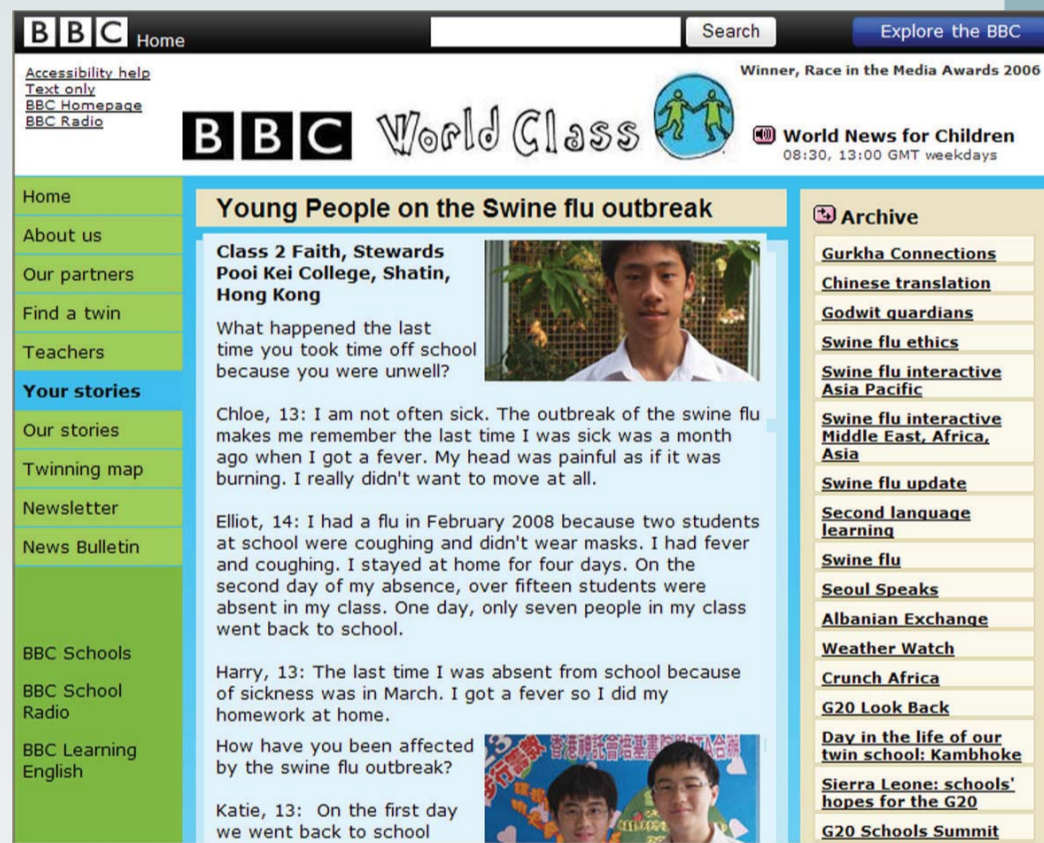 BBC Home
Search
Explore the BBC
Accessibility help
Text only
BBC Homepage
BBC Radio
BBC World Class
Winner, Race in the Media Awards 2006
World News for Children
08:30, 13:00 GMT weekdays
Home
About us
Our partners
Find a twin
Teachers
Your stories
Our stories
Twinning map
Newsletter
News Bulletin
BBC Schools
BBC School
Radio
BBC Learning
English
Young People on the Swine flu outbreak
Class 2 Faith, Stewards
Pooi Kei College, Shatin,
Hong Kong
What happened the last
time you took time off school
because you were unwell?
Chloe, 13: I am not often sick. The outbreak of the swine flu
makes me remember the last time I was sick was a month
ago when I got a fever. My head was painful as if it was
burning. I really didn't want to move at all.
Elliot, 14: I had a flu in February 2008 because two students
at school were coughing and didn't wear masks. I had fever
and coughing. I stayed at home for four days. On the
second day of my absence, over fifteen students were
absent in my class. One day, only seven people in my class
went back to school.
Harry, 13: The last time I was absent from school because
of sickness was in March. I got a fever so I did my
homework at home.
How have you been affected
by the swine flu outbreak?
Katie, 13: On the first day
we went back to school
香港神託會培基書院
Archive
Gurkha Connections
Chinese translation
Godwit guardians
Swine flu ethics
Swine flu interactive
Asia Pacific
Swine flu interactive
Middle East, Africa,
Asia
Swine flu update
Second language
learning
Swine flu
Seoul Speaks
Albanian Exchange
Weather Watch
Crunch Africa
G20 Look Back
Day in the life of our
twin school: Kambhoke
Sierra Leone: schools'
hopes for the G20
G20 Schools Summit